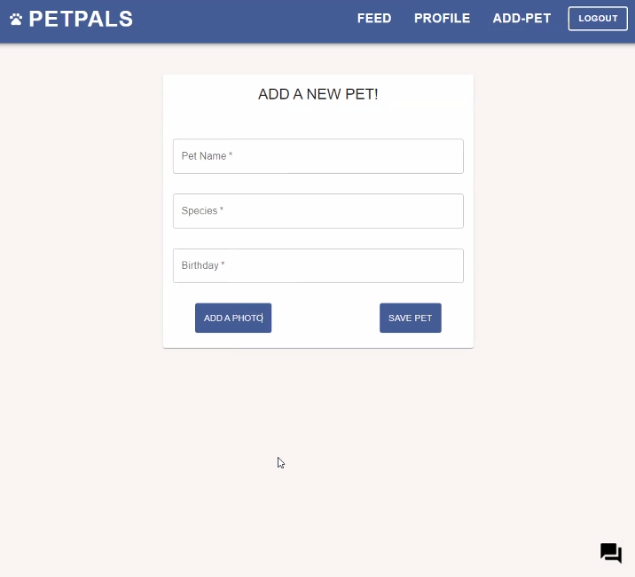 PETPALS FEED PROFILE ADD-PET LOGOUT
ADD A NEW PET!
Pet Name *
Species *
Birthday *
ADD A PHOTO SAVE PET